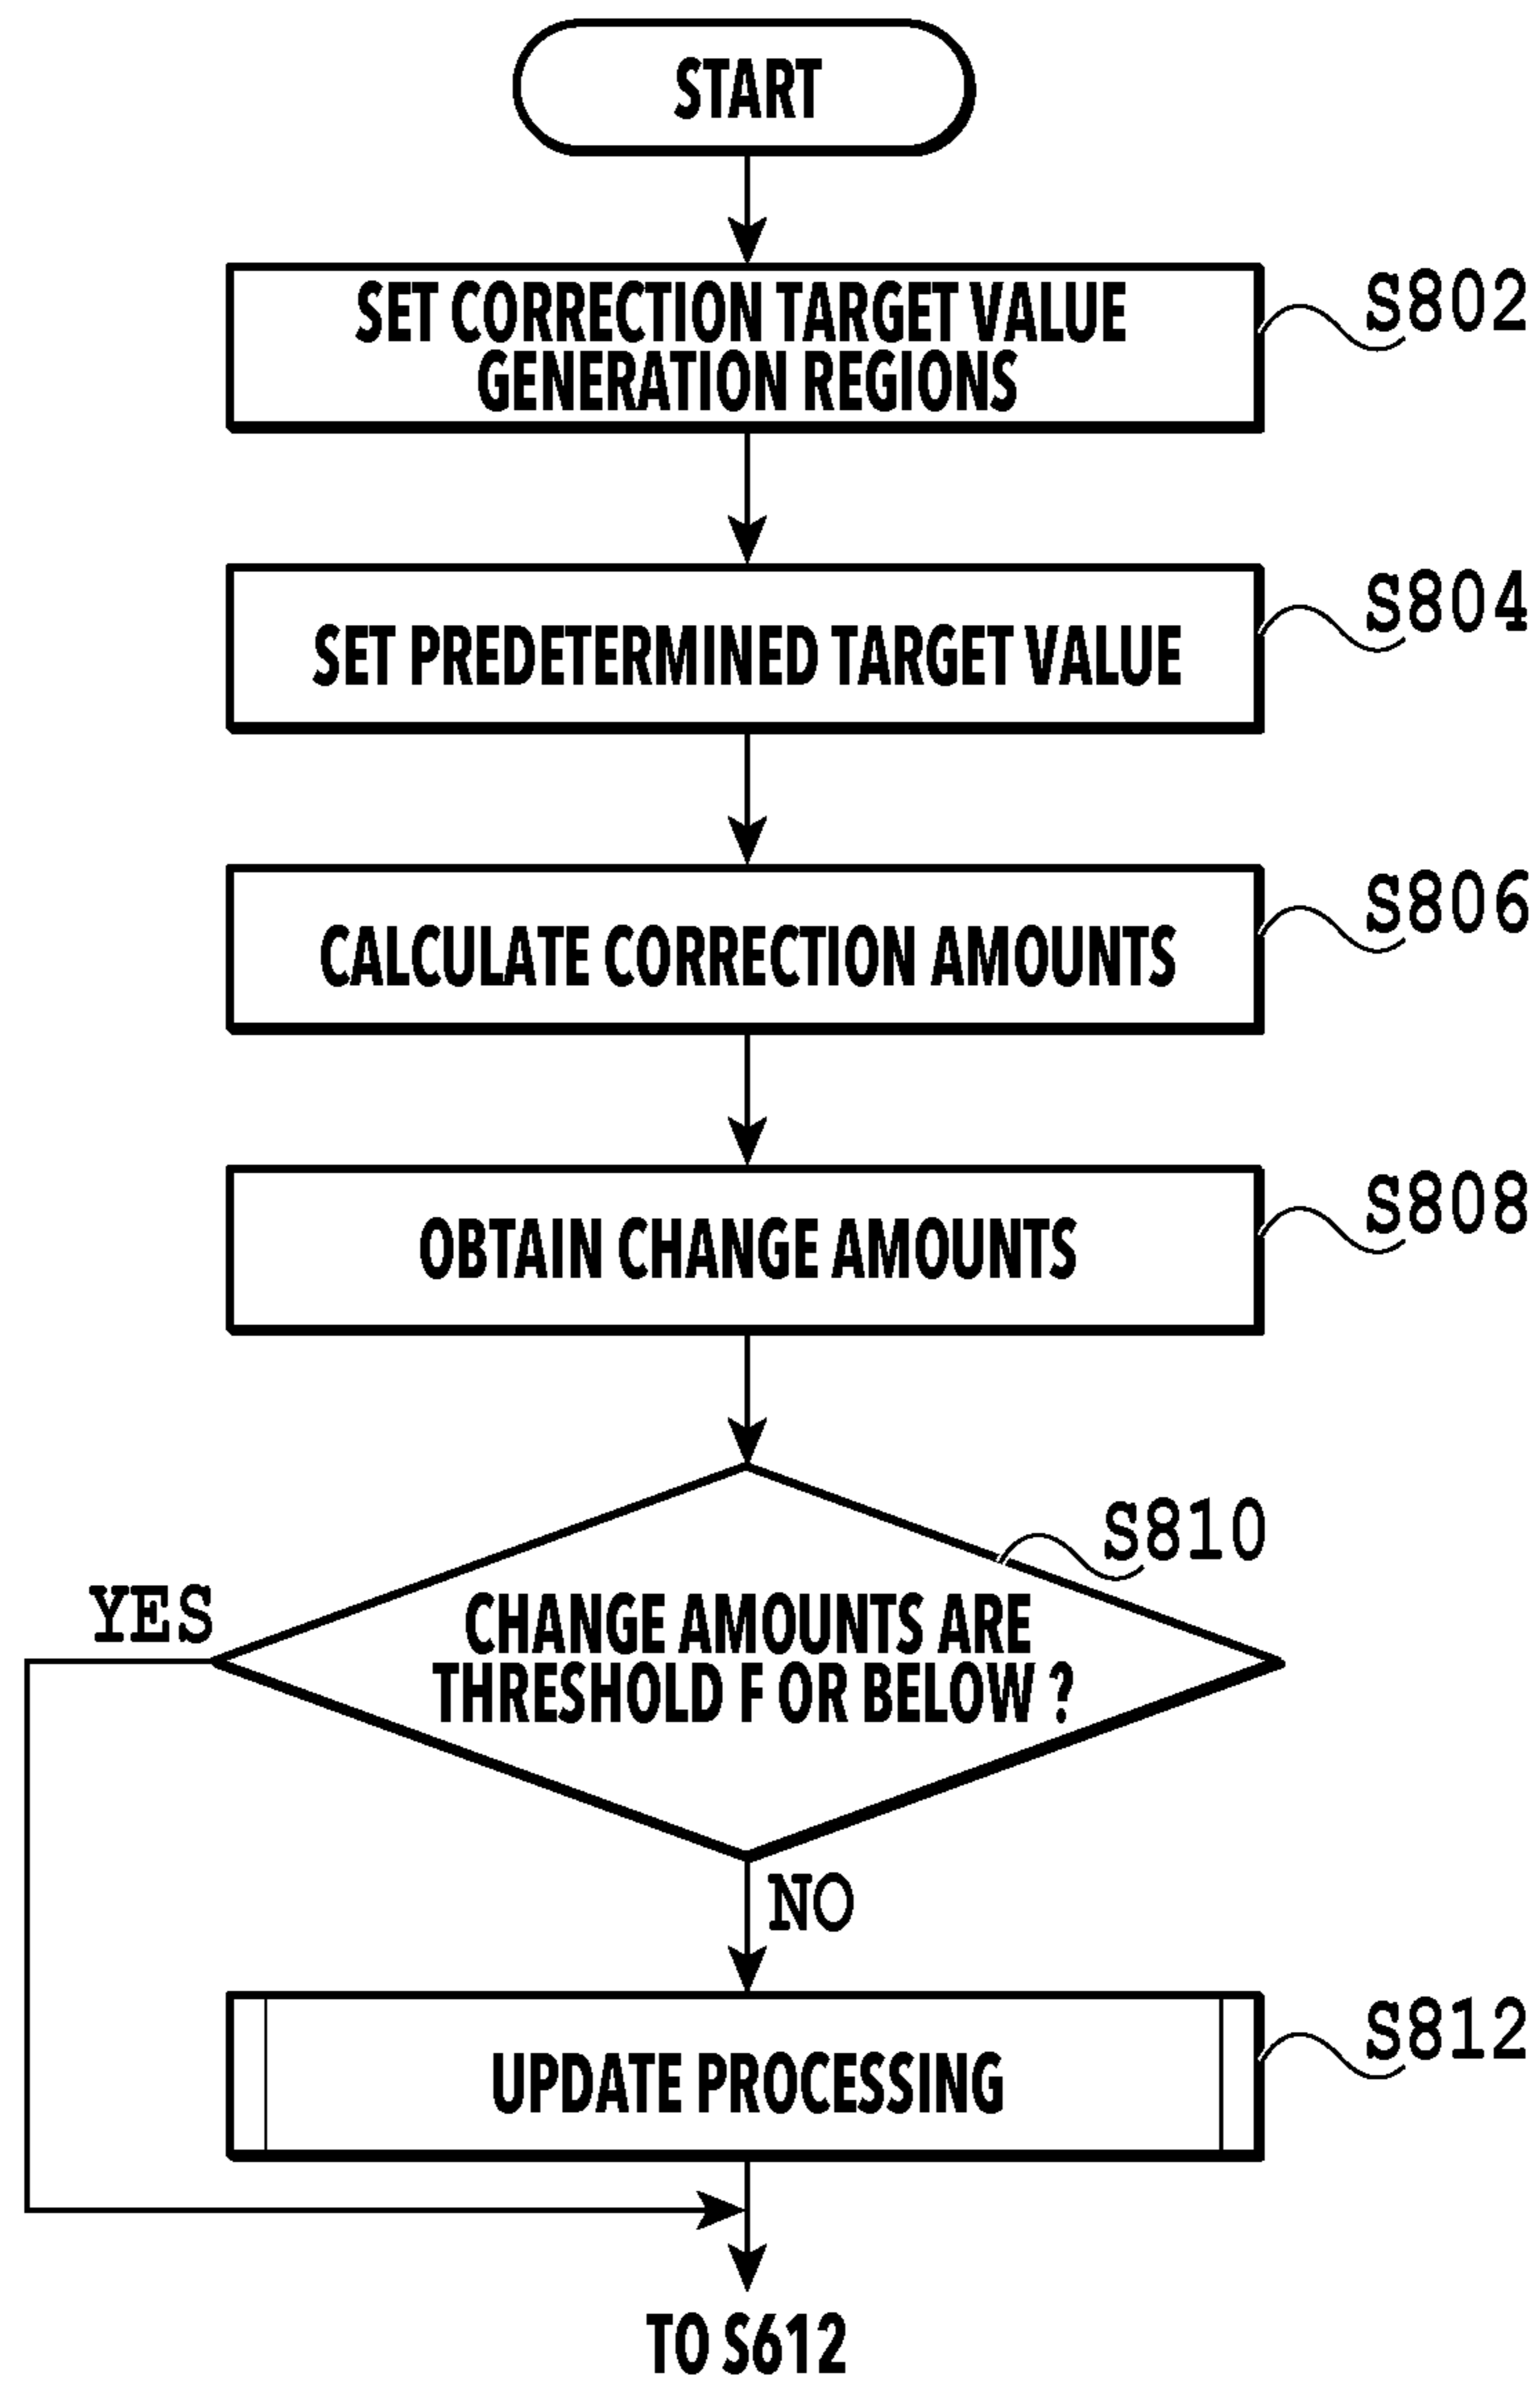 START
SET CORRECTION TARGET VALUE
GENERATION REGIONS
S802
SET PREDETERMINED TARGET VALUE
S804
CALCULATE CORRECTION AMOUNTS
S806
OBTAIN CHANGE AMOUNTS
S808
S810
YES
CHANGE AMOUNTS ARE
THRESHOLD F OR BELOW ?
NO
UPDATE PROCESSING
S812
TO S612